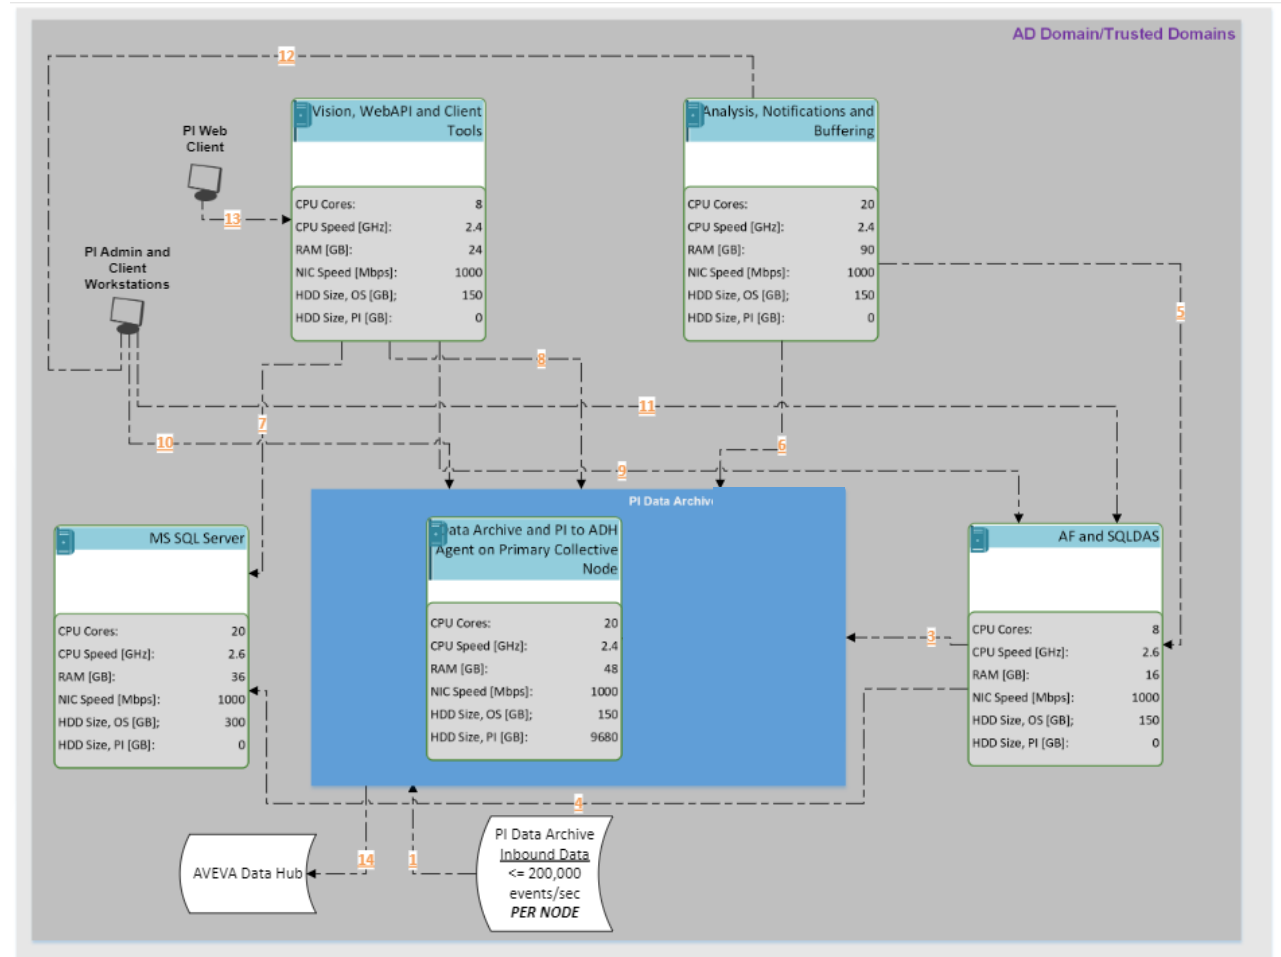 AD Domain/Trusted Domains
12
Vision, WebAPI and Client
Tools
CPU Cores: 8
CPU Speed [GHz]: 2.4
RAM [GB]: 24
NIC Speed [Mbps]: 1000
HDD Size, OS [GB]; 150
HDD Size, PI [GB]: 0
Analysis, Notifications and
Buffering
CPU Cores: 20
CPU Speed [GHz]: 2.4
RAM [GB]: 90
NIC Speed [Mbps]: 1000
HDD Size, OS [GB]; 150
HDD Size, PI [GB]: 0
PI Web
Client
13
PI Admin and
Client
Workstations
5
8
11
7
10
6
9
PI Data Archive
MS SQL Server
CPU Cores: 20
CPU Speed [GHz]: 2.6
RAM [GB]: 36
NIC Speed [Mbps]: 1000
HDD Size, OS [GB]; 300
HDD Size, PI [GB]: 0
Data Archive and PI to ADH
Agent on Primary Collective
Node
CPU Cores: 20
CPU Speed [GHz]: 2.4
RAM [GB]: 48
NIC Speed [Mbps]: 1000
HDD Size, OS [GB]; 150
HDD Size, PI [GB]: 9680
3
AF and SQLDAS
CPU Cores: 8
CPU Speed [GHz]: 2.6
RAM [GB]: 16
NIC Speed [Mbps]: 1000
HDD Size, OS [GB]; 150
HDD Size, PI [GB]: 0
4
AVEVA Data Hub
14
1
PI Data Archive
Inbound Data
<= 200,000
events/sec
PER NODE